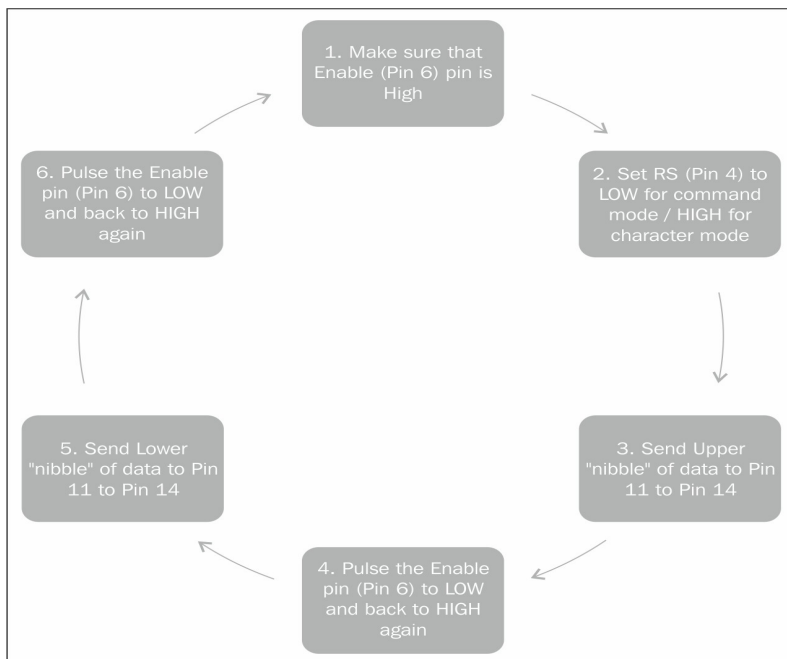 1. Make sure that
Enable (Pin 6) pin is
High
2. Set RS (Pin 4) to
LOW for command
mode / HIGH for
character mode
3. Send Upper
"nibble" of data to Pin
11 to Pin 14
4. Pulse the Enable
pin (Pin 6) to LOW
and back to HIGH
again
5. Send Lower
"nibble" of data to Pin
11 to Pin 14
6. Pulse the Enable
pin (Pin 6) to LOW
and back to HIGH
again